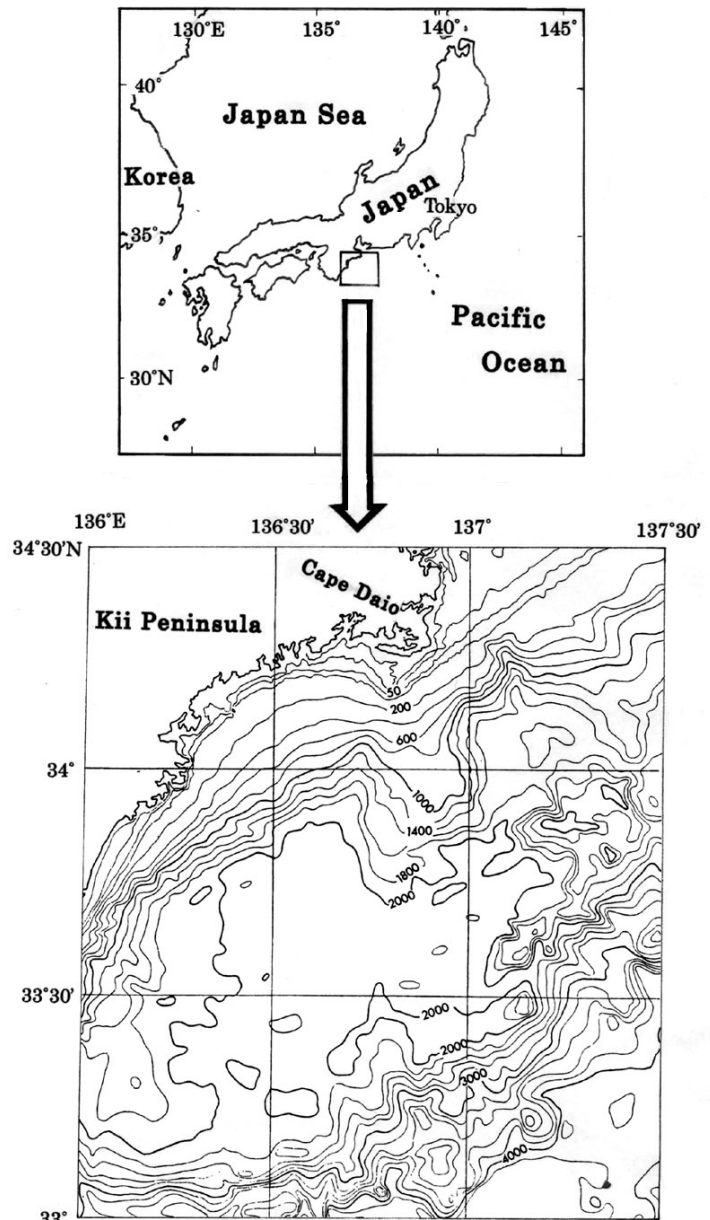 130°E 135° 140° 145°
40°
Japan Sea
Korea
Japan
Tokyo
35°
Pacific
Ocean
30°N
136°E 136°30' 137° 137°30'
34°30'N
Cape Daio
Kii Peninsula
50
200
600
34°
1000
1400
1800
2000
33°30'
2000
2000
3000
4000
33°